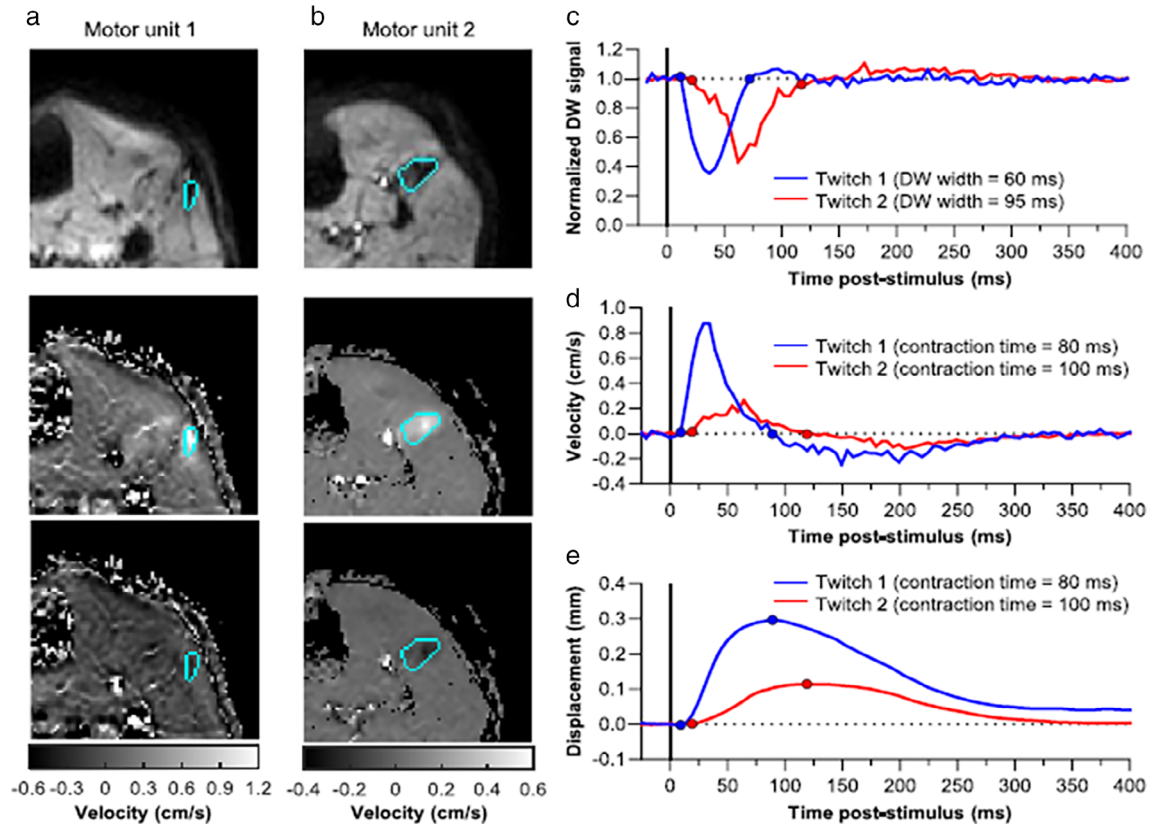 a
Motor unit 1
b
Motor unit 2
-0.6 -0.3 0 0.3 0.6 0.9 1.2
Velocity (cm/s)
-0.4 -0.2 0 0.2 0.4 0.6
Velocity (cm/s)
c
Normalized DW signal
1.2
1.0
0.8
0.6
0.4
0.2
0.0
Twitch 1 (DW width = 60 ms)
Twitch 2 (DW width = 95 ms)
0 50 100 150 200 250 300 350 400
Time post-stimulus (ms)
d
Velocity (cm/s)
1.0
0.8
0.6
0.4
0.2
0.0
-0.2
-0.4
Twitch 1 (contraction time = 80 ms)
Twitch 2 (contraction time = 100 ms)
0 50 100 150 200 250 300 350 400
Time post-stimulus (ms)
e
Displacement (mm)
0.4
0.3
0.2
0.1
0.0
-0.1
Twitch 1 (contraction time = 80 ms)
Twitch 2 (contraction time = 100 ms)
0 50 100 150 200 250 300 350 400
Time post-stimulus (ms)